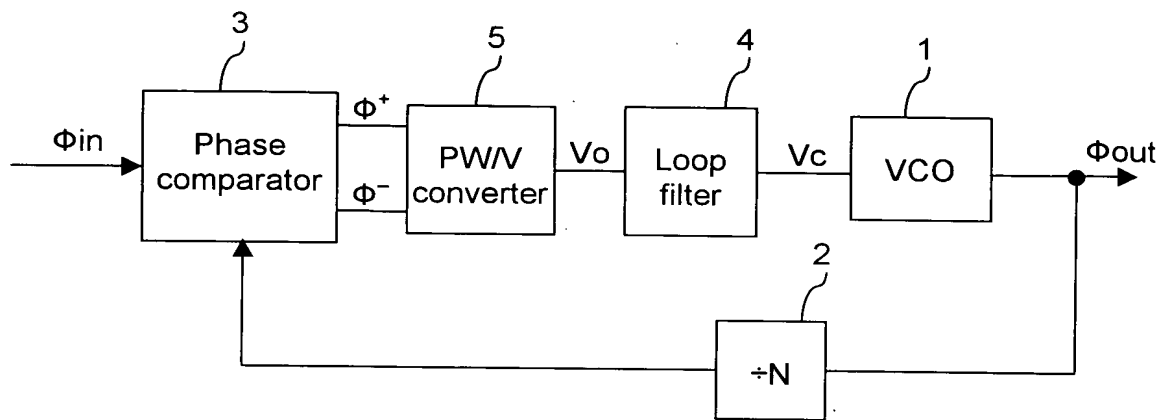 3
5
4
1
Φin
Phase
comparator
Φ⁺
Φ⁻
PW/V
converter
Vo
Loop
filter
Vc
VCO
Φout
2
÷N